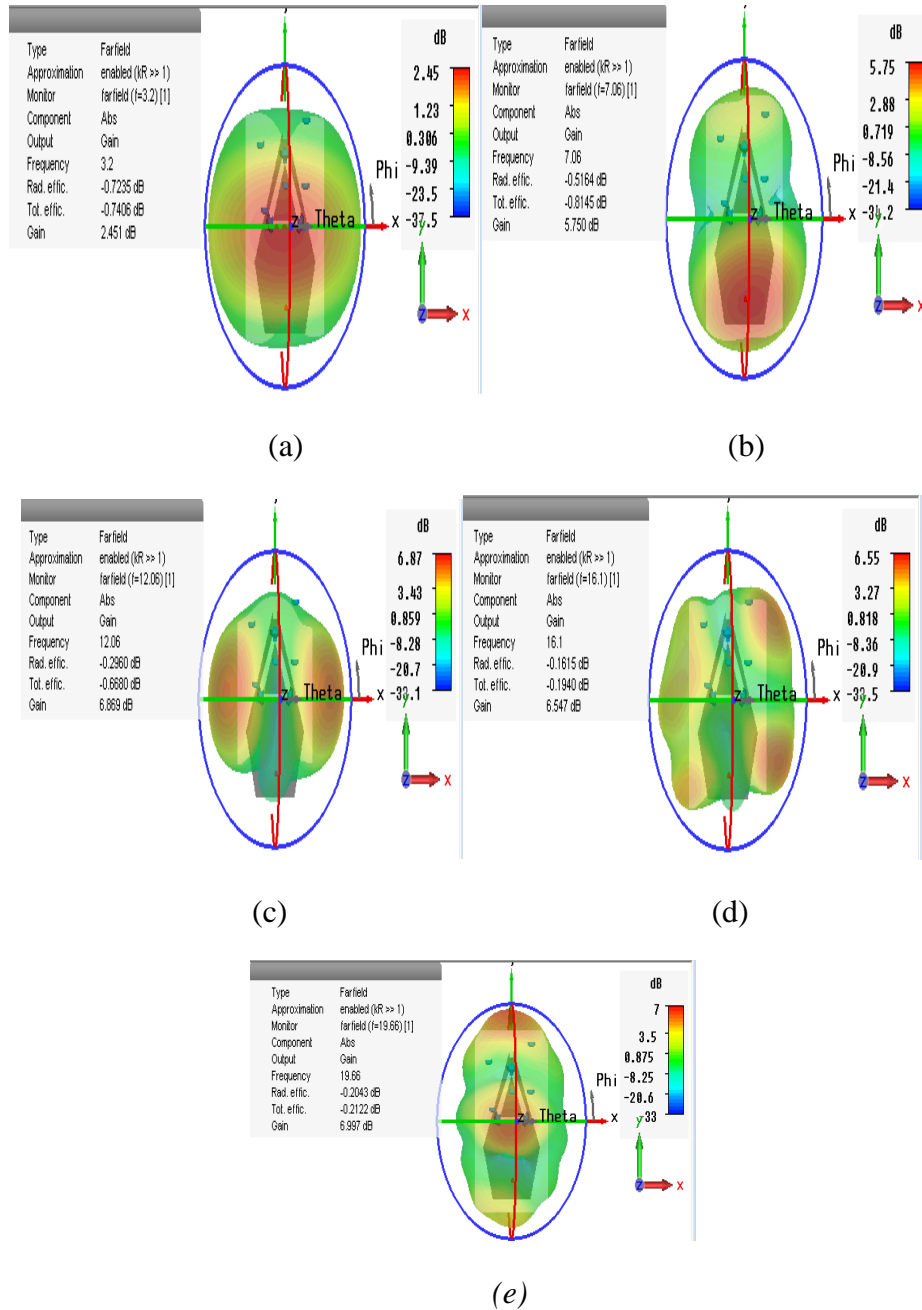 Type Farfield
Approximation enabled (kR >> 1)
Monitor farfield (f=3.2) [1]
Component Abs
Output Gain
Frequency 3.2
Rad. effic. -0.7235 dB
Tot. effic. -0.7406 dB
Gain 2.451 dB
Phi
Theta
z
x
y
z
x
dB
2.45
1.23
0.306
-9.39
-23.5
-37.5
Type Farfield
Approximation enabled (kR >> 1)
Monitor farfield (f=7.06) [1]
Component Abs
Output Gain
Frequency 7.06
Rad. effic. -0.5164 dB
Tot. effic. -0.8145 dB
Gain 5.750 dB
Phi
Theta
z
x
y
z
x
dB
5.75
2.88
0.719
-8.56
-21.4
-34.2
(a) (b)
Type Farfield
Approximation enabled (kR >> 1)
Monitor farfield (f=12.06) [1]
Component Abs
Output Gain
Frequency 12.06
Rad. effic. -0.2960 dB
Tot. effic. -0.6680 dB
Gain 6.869 dB
Phi
Theta
z
x
y
z
x
dB
6.87
3.43
0.859
-8.28
-20.7
-33.1
Type Farfield
Approximation enabled (kR >> 1)
Monitor farfield (f=16.1) [1]
Component Abs
Output Gain
Frequency 16.1
Rad. effic. -0.1615 dB
Tot. effic. -0.1940 dB
Gain 6.547 dB
Phi
Theta
z
x
y
z
x
dB
6.55
3.27
0.818
-8.36
-20.9
-33.5
(c) (d)
Type Farfield
Approximation enabled (kR >> 1)
Monitor farfield (f=19.66) [1]
Component Abs
Output Gain
Frequency 19.66
Rad. effic. -0.2043 dB
Tot. effic. -0.2122 dB
Gain 6.997 dB
Phi
Theta
z
x
y
z
x
dB
7
3.5
0.875
-8.25
-20.6
-33
(e)